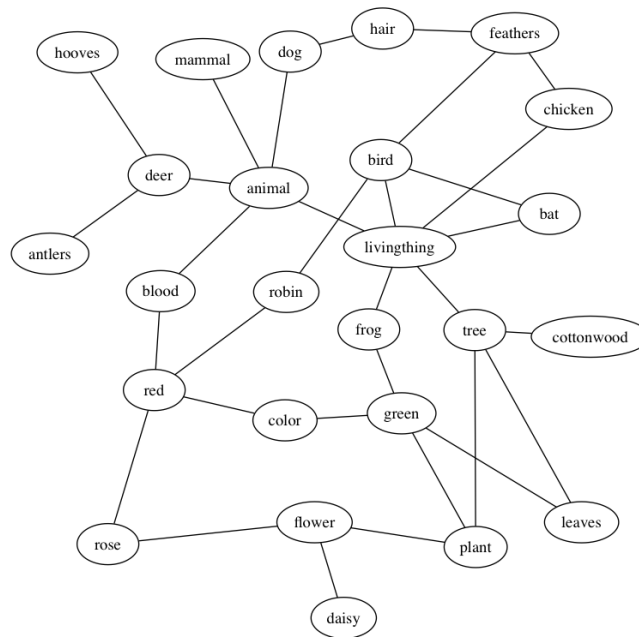 hair
feathers
hooves
mammal
dog
chicken
bird
deer
animal
bat
livingthing
antlers
blood
robin
frog
tree
cottonwood
red
color
green
flower
leaves
rose
plant
daisy